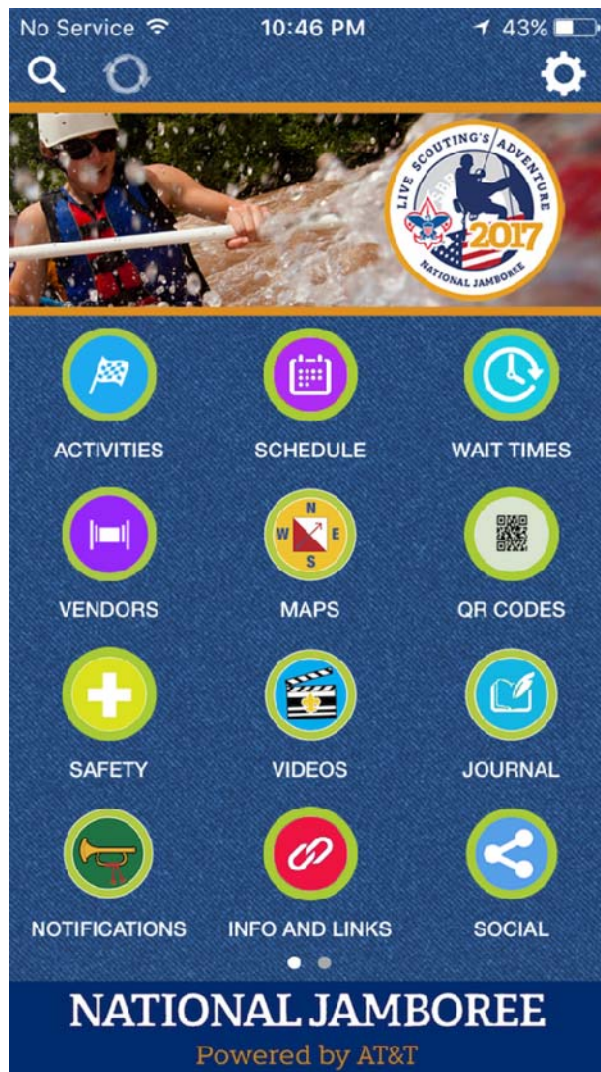 No Service 10:46 PM 43%
LIVE SCOUTING'S ADVENTURE
SBR
2017
NATIONAL JAMBOREE
ACTIVITIES SCHEDULE WAIT TIMES
N
W E
S
VENDORS MAPS QR CODES
SAFETY VIDEOS JOURNAL
NOTIFICATIONS INFO AND LINKS SOCIAL
NATIONAL JAMBOREE
Powered by AT&T